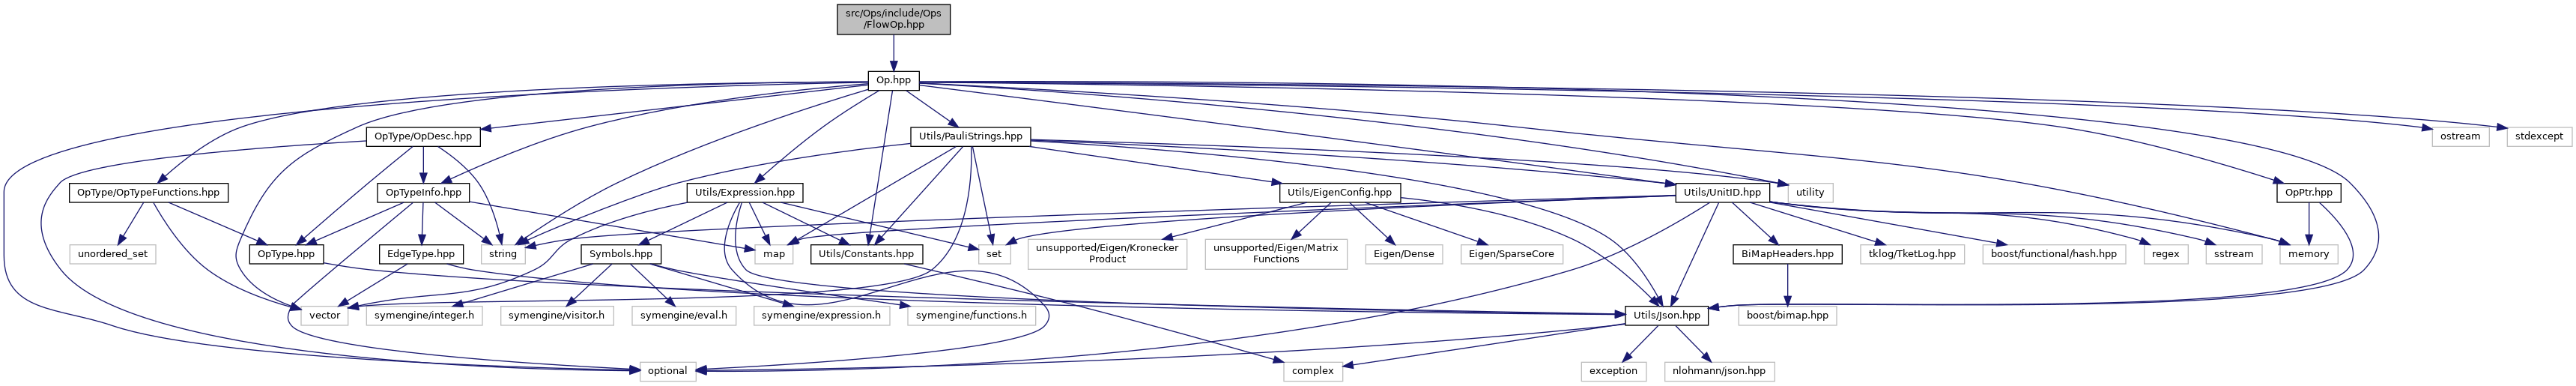 src/Ops/include/Ops
/FlowOp.hpp
Op.hpp
OpType/OpDesc.hpp
Utils/PauliStrings.hpp
ostream
stdexcept
OpType/OpTypeFunctions.hpp
OpTypeInfo.hpp
Utils/Expression.hpp
Utils/EigenConfig.hpp
Utils/UnitID.hpp
utility
OpPtr.hpp
unordered_set
OpType.hpp
EdgeType.hpp
string
Symbols.hpp
map
Utils/Constants.hpp
set
unsupported/Eigen/Kronecker
Product
unsupported/Eigen/Matrix
Functions
Eigen/Dense
Eigen/SparseCore
BiMapHeaders.hpp
tklog/TketLog.hpp
boost/functional/hash.hpp
regex
sstream
memory
vector
symengine/integer.h
symengine/visitor.h
symengine/eval.h
symengine/expression.h
symengine/functions.h
Utils/Json.hpp
boost/bimap.hpp
optional
complex
exception
nlohmann/json.hpp